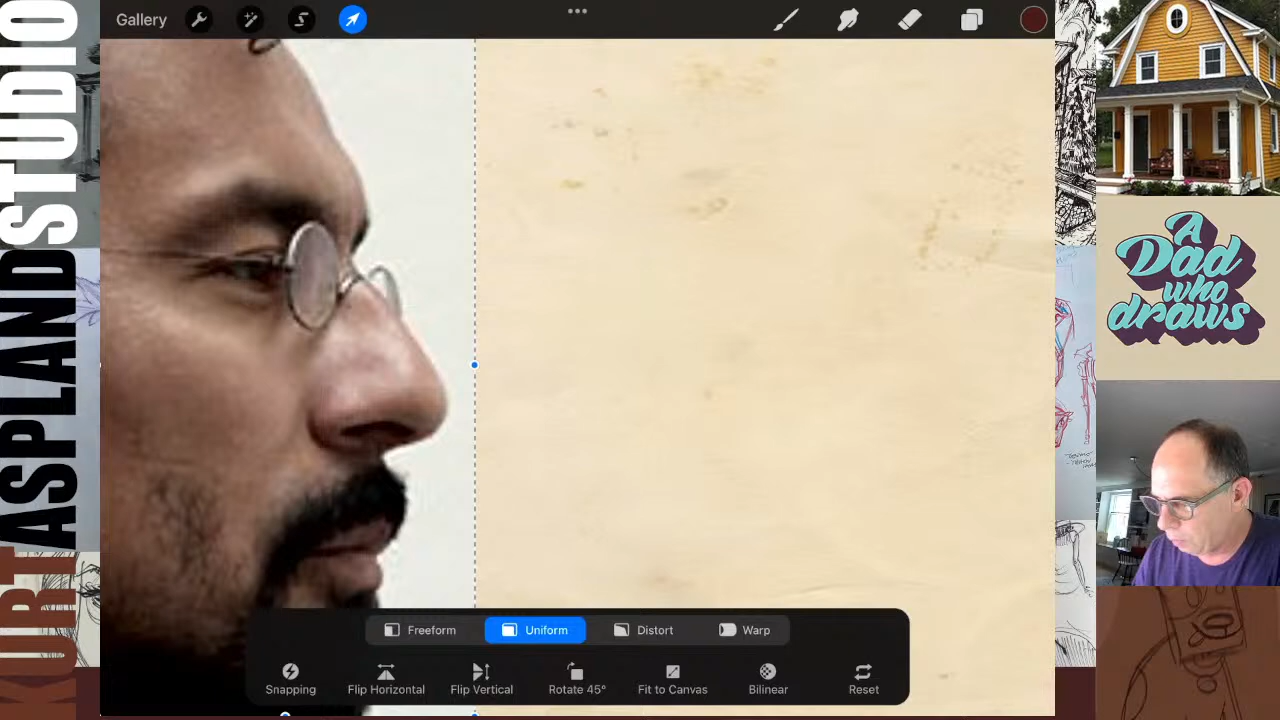 KURT ASPLAND STUDIO
Gallery
Freeform
Uniform
Distort
Warp
Snapping
Flip Horizontal
Flip Vertical
Rotate 45°
Fit to Canvas
Bilinear
Reset
A
Dad
who
draws